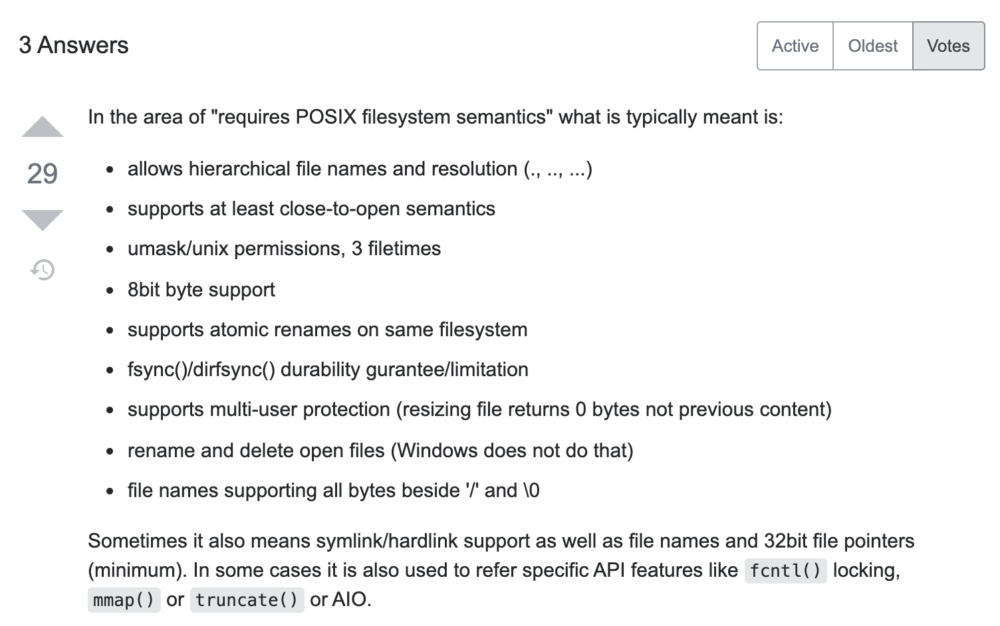 3 Answers
Active Oldest Votes
In the area of "requires POSIX filesystem semantics" what is typically meant is:
29
• allows hierarchical file names and resolution (., .., ...)
• supports at least close-to-open semantics
• umask/unix permissions, 3 filetimes
• 8bit byte support
• supports atomic renames on same filesystem
• fsync()/dirfsync() durability gurantee/limitation
• supports multi-user protection (resizing file returns 0 bytes not previous content)
• rename and delete open files (Windows does not do that)
• file names supporting all bytes beside '/' and \0
Sometimes it also means symlink/hardlink support as well as file names and 32bit file pointers
(minimum). In some cases it is also used to refer specific API features like fcntl() locking,
mmap() or truncate() or AIO.